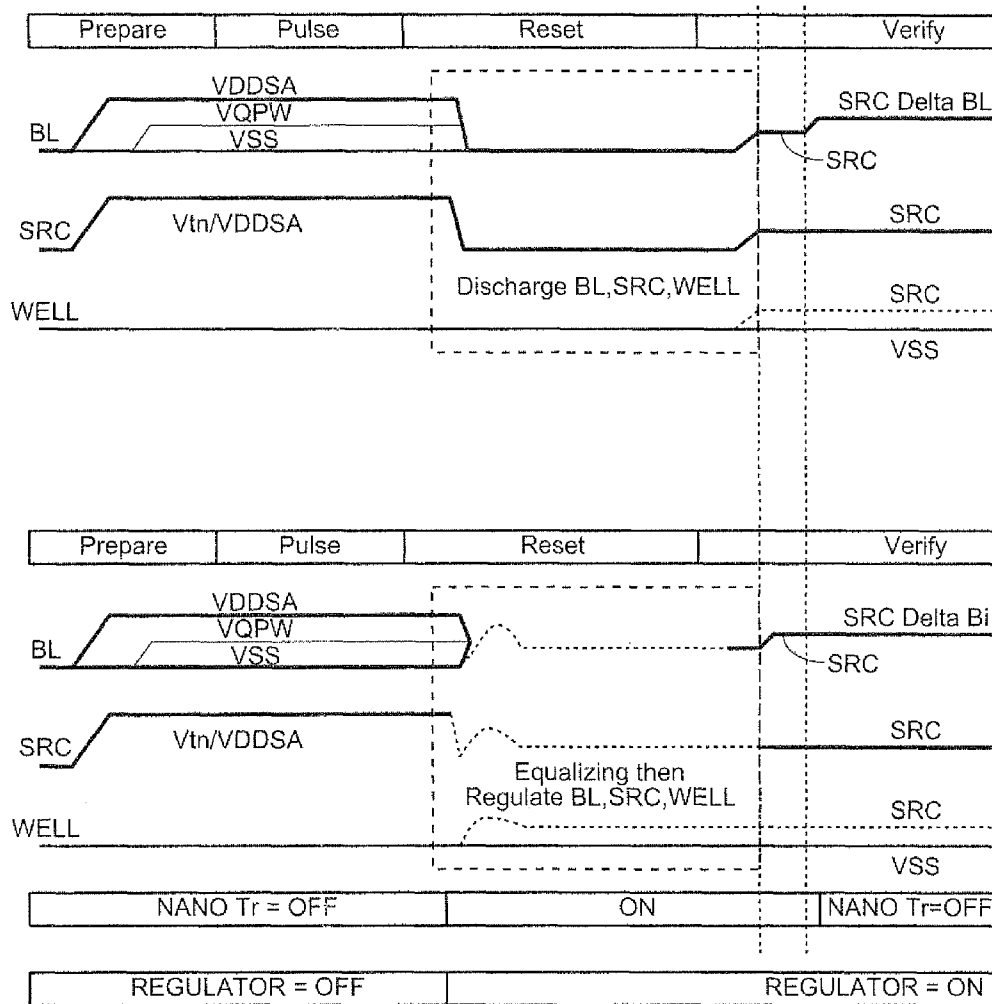 Prepare Pulse Reset Verify
VDDSA
VQPW
VSS
BL
SRC Delta BL
SRC
SRC
Vtn/VDDSA
SRC
Discharge BL,SRC,WELL
WELL
SRC
VSS
Prepare Pulse Reset Verify
VDDSA
VQPW
VSS
BL
SRC Delta Bi
SRC
SRC
Vtn/VDDSA
SRC
Equalizing then
Regulate BL,SRC,WELL
WELL
SRC
VSS
NANO Tr = OFF ON NANO Tr=OFF
REGULATOR = OFF REGULATOR = ON